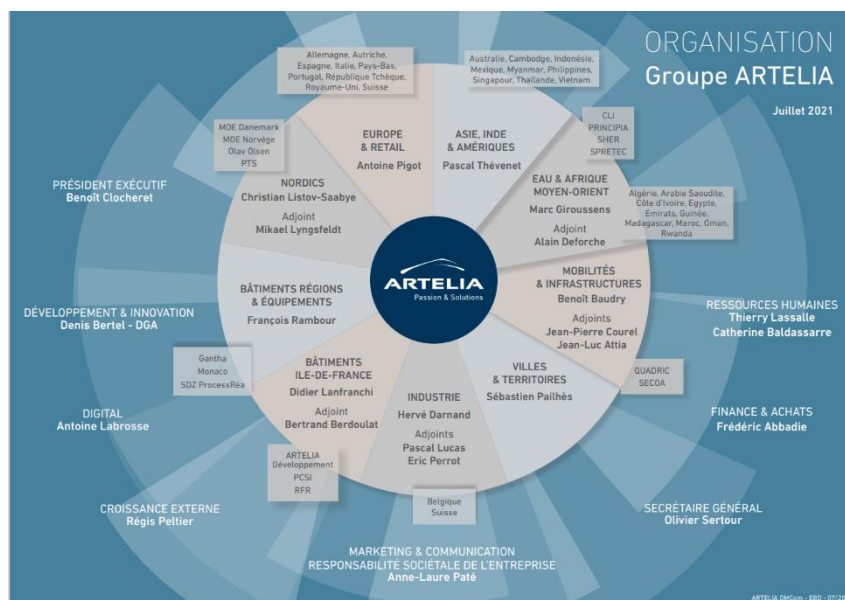 ORGANISATION
Groupe ARTELIA
Juillet 2021
Allemagne, Autriche,
Espagne, Italie, Pays-Bas,
Portugal, République Tchèque,
Royaume-Uni, Suisse
Australie, Cambodge, Indonésie,
Mexique, Myanmar, Philippines,
Singapour, Thaïlande, Vietnam
EUROPE
& RETAIL
Antoine Pigot
ASIE, INDE
& AMÉRIQUES
Pascal Thévenet
CLI
PRINCIPIA
SHER
SPRETEC
MOE Danemark
MOE Norvège
Olav Olsen
PTS
NORDICS
Christian Listov-Saabye
Adjoint
Mikael Lyngsfeldt
EAU & AFRIQUE
MOYEN-ORIENT
Marc Giroussens
Adjoint
Alain Deforche
Algérie, Arabie Saoudite,
Côte d'Ivoire, Egypte,
Emirats, Guinée,
Madagascar, Maroc, Oman,
Rwanda
PRÉSIDENT EXÉCUTIF
Benoît Clocheret
ARTELIA
Passion & Solutions
BÂTIMENTS RÉGIONS
& ÉQUIPEMENTS
François Rambour
MOBILITÉS
& INFRASTRUCTURES
Benoît Baudry
Adjoints
Jean-Pierre Courel
Jean-Luc Attia
DÉVELOPPEMENT & INNOVATION
Denis Bertel - DGA
RESSOURCES HUMAINES
Thierry Lassalle
Catherine Baldassarre
Gantha
Monaco
SDZ ProcessRéa
BÂTIMENTS
ILE-DE-FRANCE
Didier Lanfranchi
Adjoint
Bertrand Berdoulat
INDUSTRIE
Hervé Darnand
Adjoints
Pascal Lucas
Eric Perrot
VILLES
& TERRITOIRES
Sébastien Pailhès
QUADRIC
SECOA
DIGITAL
Antoine Labrosse
FINANCE & ACHATS
Frédéric Abbadie
ARTELIA
Développement
PCSI
RFR
Belgique
Suisse
CROISSANCE EXTERNE
Régis Peltier
SECRÉTAIRE GÉNÉRAL
Olivier Sertour
MARKETING & COMMUNICATION
RESPONSABILITÉ SOCIÉTALE DE L'ENTREPRISE
Anne-Laure Paté
ARTELIA DMCom - EBD - 07/20